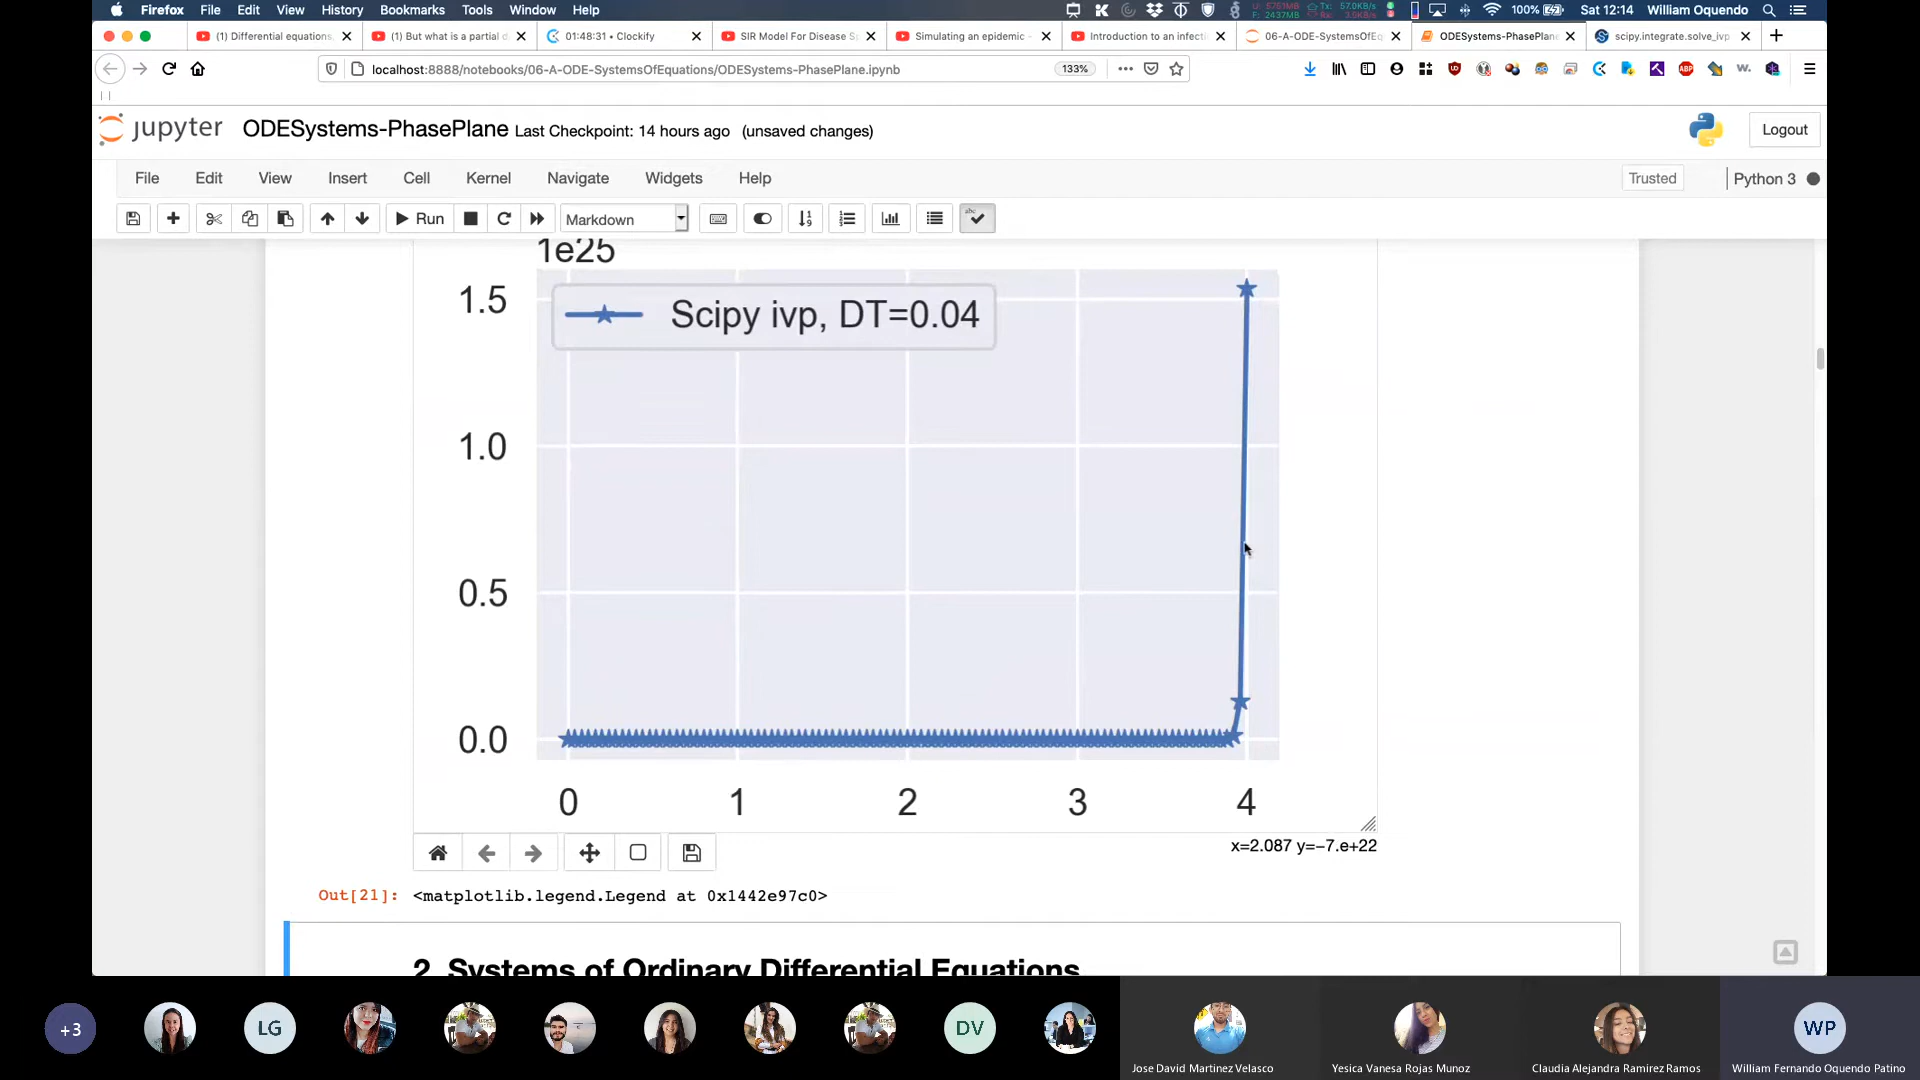 Firefox File Edit View History Bookmarks Tools Window Help
100% Sat 12:14 William Oquendo
(1) Differential equations,
(1) But what is a partial d
01:48:31 • Clockify
SIR Model For Disease S
Simulating an epidemic -
Introduction to an infecti
06-A-ODE-SystemsOfEq
ODESystems-PhasePlane
scipy.integrate.solve_ivp
localhost:8888/notebooks/06-A-ODE-SystemsOfEquations/ODESystems-PhasePlane.ipynb
133%
ABP
jupyter ODESystems-PhasePlane Last Checkpoint: 14 hours ago (unsaved changes)
Logout
File Edit View Insert Cell Kernel Navigate Widgets Help
Trusted
Python 3
Run
Markdown
1e25
Scipy ivp, DT=0.04
1.5
1.0
0.5
0.0
0 1 2 3 4
x=2.087 y=−7.e+22
Out[21]: <matplotlib.legend.Legend at 0x1442e97c0>
2 Systems of Ordinary Differential Equations
+3
LG
DV
WP
Jose David Martinez Velasco
Yesica Vanesa Rojas Munoz
Claudia Alejandra Ramirez Ramos
William Fernando Oquendo Patino